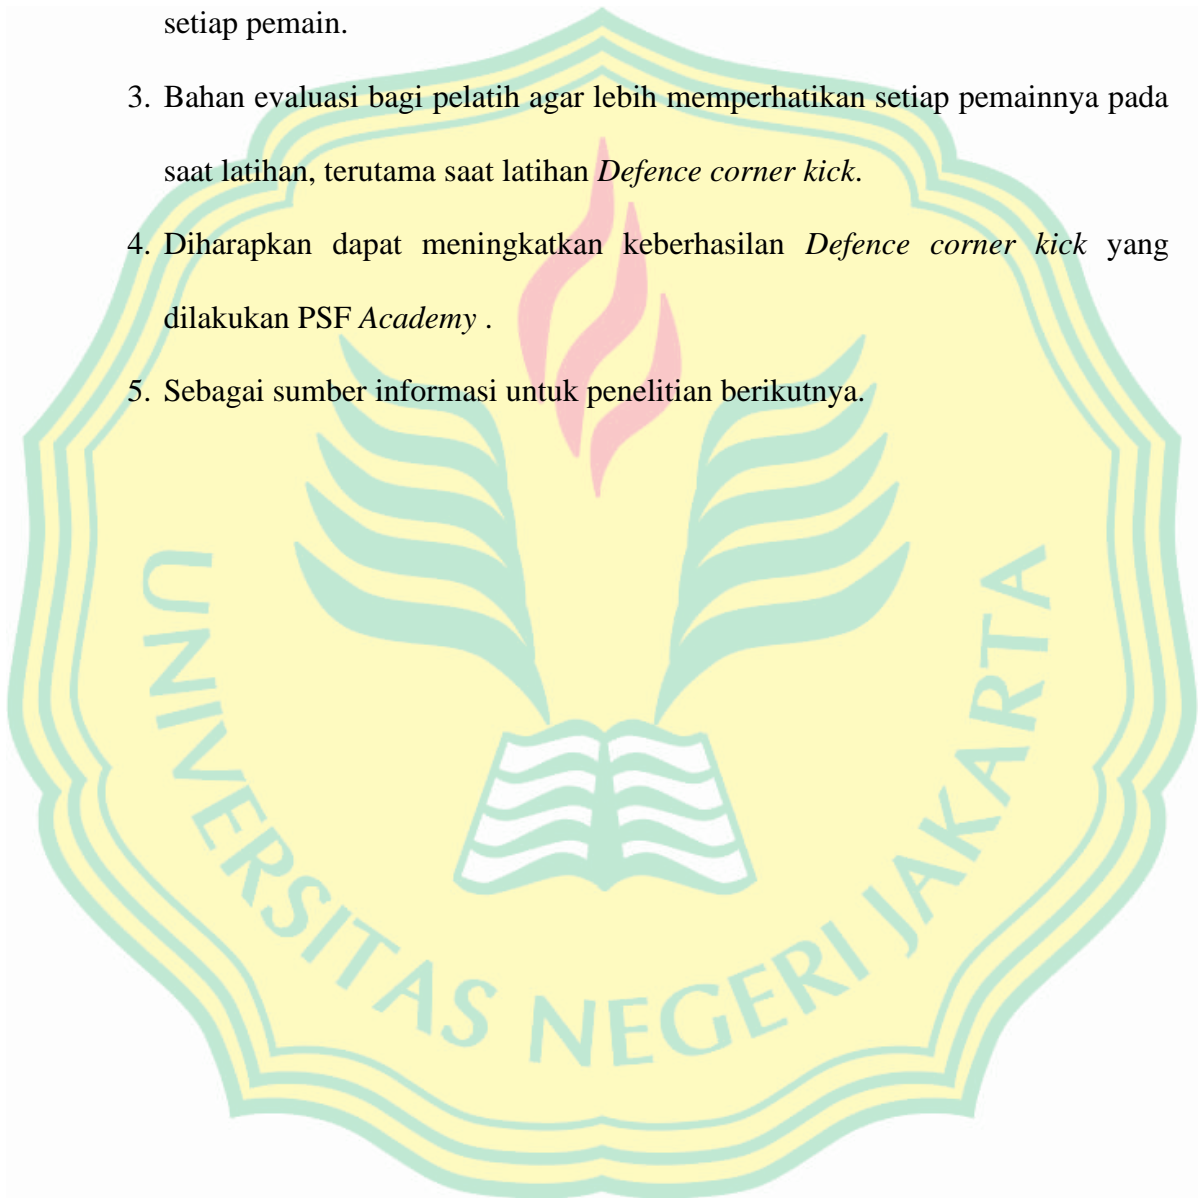 setiap pemain.
3. Bahan evaluasi bagi pelatih agar lebih memperhatikan setiap pemainnya pada
saat latihan, terutama saat latihan Defence corner kick.
4. Diharapkan dapat meningkatkan keberhasilan Defence corner kick yang
dilakukan PSF Academy .
5. Sebagai sumber informasi untuk penelitian berikutnya.
UNIVERSITAS NEGERI JAKARTA